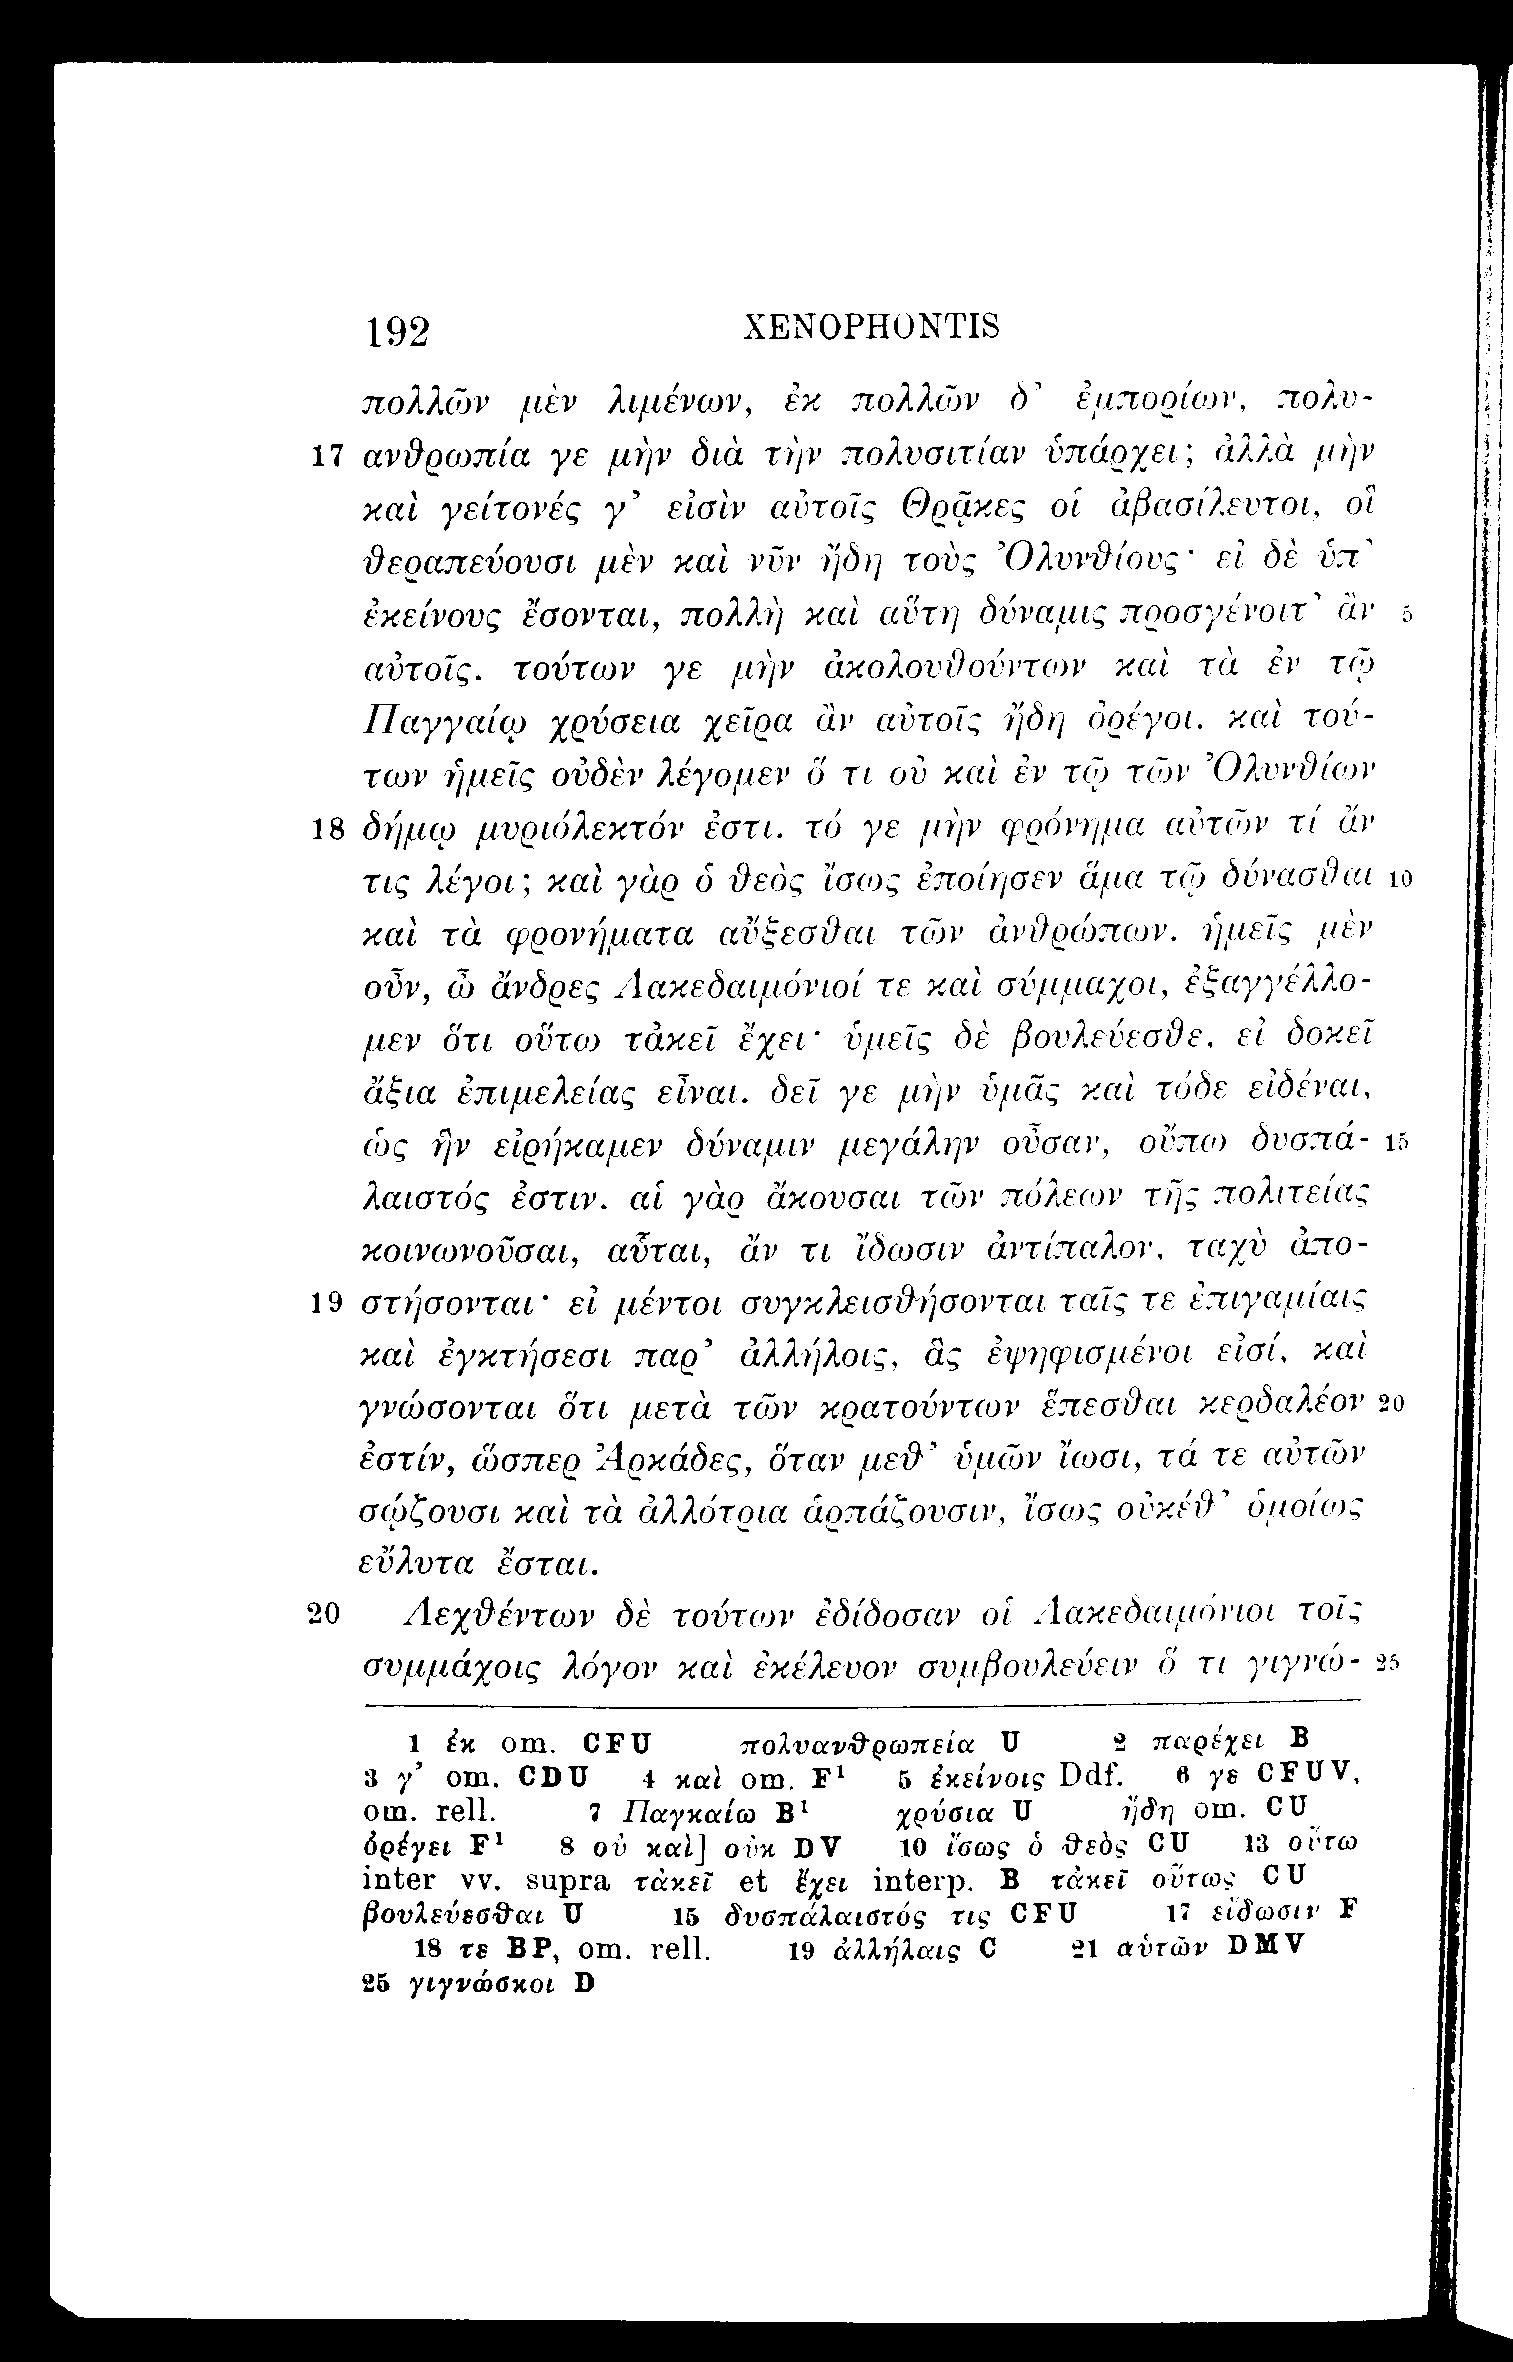 192 XENOPHONTIS
πολλῶν μὲν λιμένων, ἐκ πολλῶν δ’ ἐμπορίων, πολυ-
17 ανθρωπία γε μὴν διὰ τὴν πολυσιτίαν ὑπάρχει; ἀλλὰ μὴν
καὶ γείτονές γ’ εἰσὶν αὐτοῖς Θρᾷκες οἱ ἀβασίλευτοι, οἳ
θεραπεύουσι μὲν καὶ νῦν ἤδη τοὺς Ὀλυνθίους· εἰ δὲ ὑπ’
ἐκείνους ἔσονται, πολλὴ καὶ αὕτη δύναμις προσγένοιτ’ ἂν 5
αὐτοῖς. τούτων γε μὴν ἀκολουθούντων καὶ τὰ ἐν τῷ
Παγγαίῳ χρύσεια χεῖρα ἂν αὐτοῖς ἤδη ὀρέγοι. καὶ τού-
των ἡμεῖς οὐδὲν λέγομεν ὅ τι οὐ καὶ ἐν τῷ τῶν Ὀλυνθίων
18 δήμῳ μυριόλεκτόν ἐστι. τό γε μὴν φρόνημα αὐτῶν τί ἄν
τις λέγοι; καὶ γὰρ ὁ θεὸς ἴσως ἐποίησεν ἅμα τῷ δύνασθαι 10
καὶ τὰ φρονήματα αὔξεσθαι τῶν ἀνθρώπων. ἡμεῖς μὲν
οὖν, ὦ ἄνδρες Λακεδαιμόνιοί τε καὶ σύμμαχοι, ἐξαγγέλλο-
μεν ὅτι οὕτω τἀκεῖ ἔχει· ὑμεῖς δὲ βουλεύεσθε, εἰ δοκεῖ
ἄξια ἐπιμελείας εἶναι. δεῖ γε μὴν ὑμᾶς καὶ τόδε εἰδέναι,
ὡς ἣν εἰρήκαμεν δύναμιν μεγάλην οὖσαν, οὔπω δυσπά- 15
λαιστός ἐστιν. αἱ γὰρ ἄκουσαι τῶν πόλεων τῆς πολιτείας
κοινωνοῦσαι, αὗται, ἄν τι ἴδωσιν ἀντίπαλον, ταχὺ ἀπο-
19 στήσονται· εἰ μέντοι συγκλεισθήσονται ταῖς τε ἐπιγαμίαις
καὶ ἐγκτήσεσι παρ’ ἀλλήλοις, ἃς ἐψηφισμένοι εἰσί, καὶ
γνώσονται ὅτι μετὰ τῶν κρατούντων ἕπεσθαι κερδαλέον 20
ἐστίν, ὥσπερ Ἀρκάδες, ὅταν μεθ’ ὑμῶν ἴωσι, τά τε αὑτῶν
σῴζουσι καὶ τὰ ἀλλότρια ἁρπάζουσιν, ἴσως οὐκέθ’ ὁμοίως
εὔλυτα ἔσται.
20 Λεχθέντων δὲ τούτων ἐδίδοσαν οἱ Λακεδαιμόνιοι τοῖς
συμμάχοις λόγον καὶ ἐκέλευον συμβουλεύειν ὅ τι γιγνώ- 25
1 ἐκ om. CFU πολυανθρωπεία U 2 παρέχει B
3 γ’ om. CDU 4 καὶ om. F¹ 5 ἐκείνοις Ddf. 6 γε CFUV,
om. rell. 7 Παγκαίω B¹ χρύσια U ἤδη om. CU
ὀρέγει F¹ 8 οὐ καὶ] οὐκ DV 10 ἴσως ὁ θεὸς CU 13 οὕτω
inter vv. supra τἀκεῖ et ἔχει interp. B τἀκεῖ οὕτως CU
βουλεύεσθαι U 15 δυσπάλαιστός τις CFU 17 εἴδωσιν F
18 τε BP, om. rell. 19 ἀλλήλαις C 21 αὐτῶν DMV
25 γιγνώσκοι D